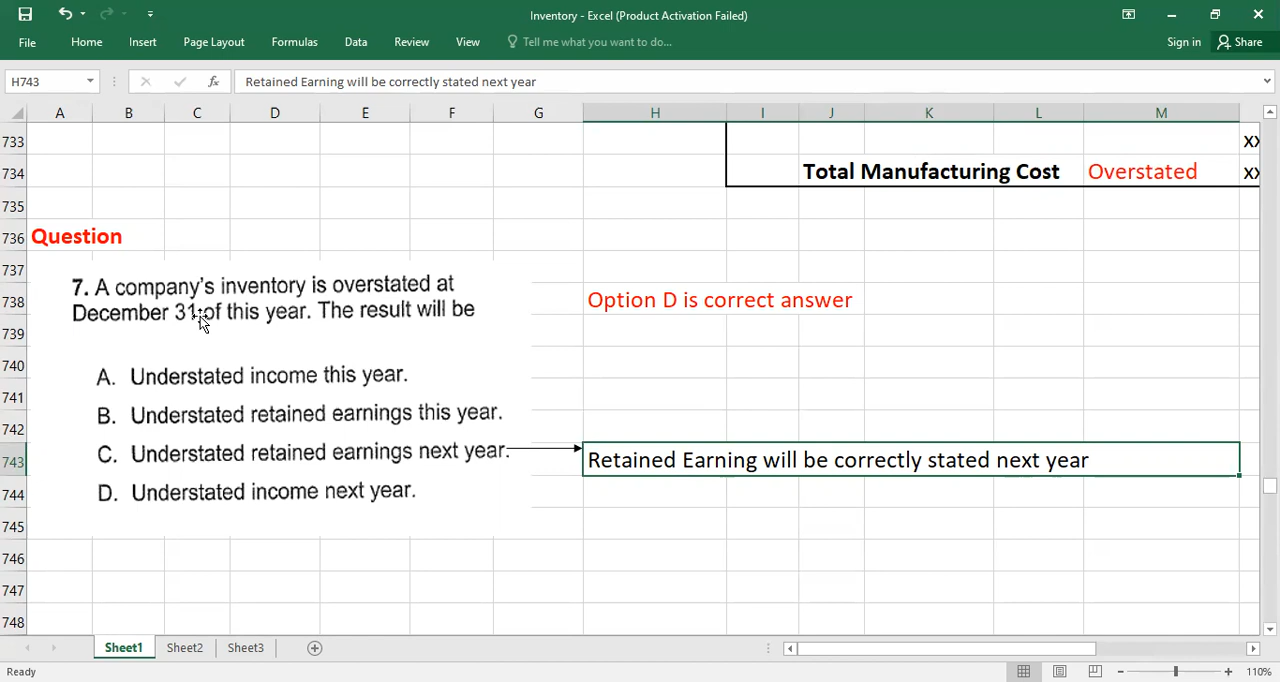 Inventory - Excel (Product Activation Failed)
File Home Insert Page Layout Formulas Data Review View Tell me what you want to do... Sign in Share
H743 fx Retained Earning will be correctly stated next year
A B C D E F G H I J K L M
733 xx
734 Total Manufacturing Cost Overstated xx
735
736 Question
737
7. A company's inventory is overstated at
738 Option D is correct answer
December 31 of this year. The result will be
739
740
A. Understated income this year.
741
B. Understated retained earnings this year.
742
C. Understated retained earnings next year.
743 Retained Earning will be correctly stated next year
D. Understated income next year.
744
745
746
747
748
Sheet1 Sheet2 Sheet3
Ready 110%